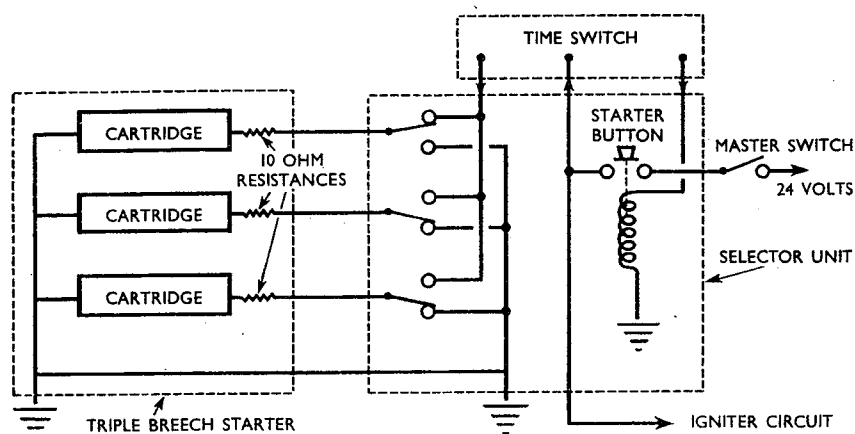 TIME SWITCH
CARTRIDGE
STARTER
BUTTON
MASTER SWITCH
10 OHM
RESISTANCES
24 VOLTS
CARTRIDGE
SELECTOR UNIT
CARTRIDGE
TRIPLE BREECH STARTER
IGNITER CIRCUIT